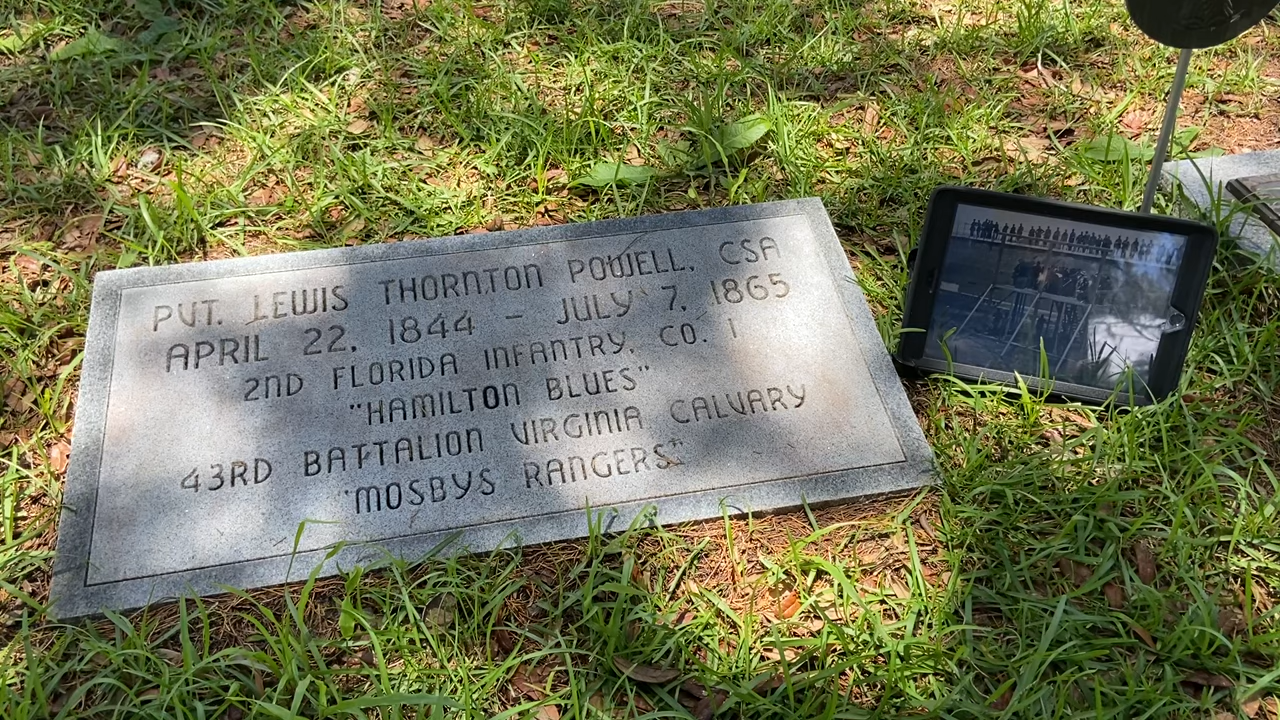 PVT. LEWIS THORNTON POWELL, CSA
APRIL 22, 1844 - JULY 7, 1865
2ND FLORIDA INFANTRY, CO. I
"HAMILTON BLUES"
43RD BATTALION VIRGINIA CALVARY
"MOSBYS RANGERS"